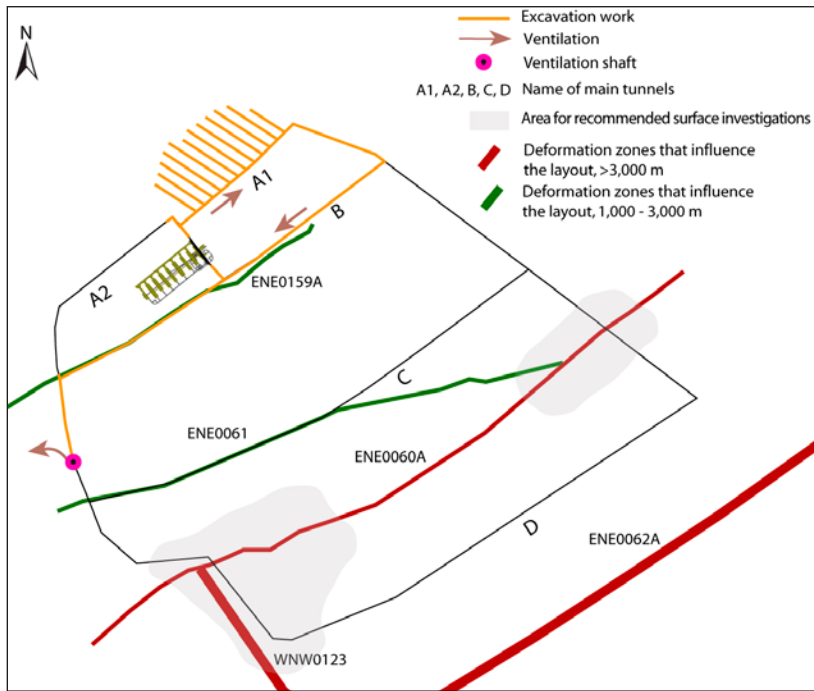 N
Excavation work
Ventilation
Ventilation shaft
A1, A2, B, C, D Name of main tunnels
Area for recommended surface investigations
Deformation zones that influence
the layout, >3,000 m
Deformation zones that influence
the layout, 1,000 - 3,000 m
A1
B
A2
ENE0159A
C
ENE0061
ENE0060A
D
ENE0062A
WNW0123